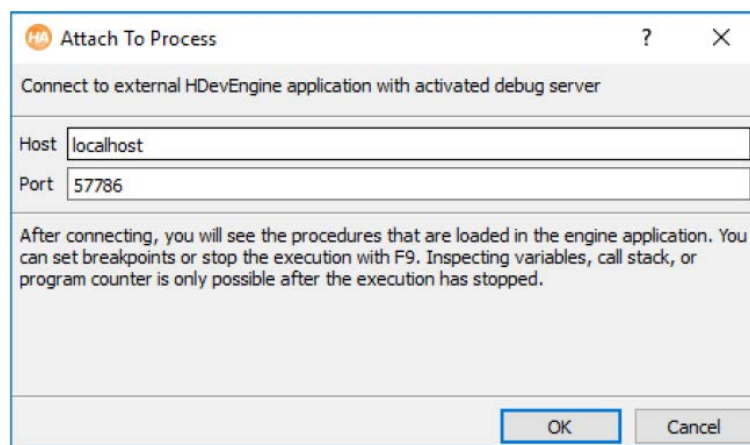 HA Attach To Process ? X
Connect to external HDevEngine application with activated debug server
Host localhost
Port 57786
After connecting, you will see the procedures that are loaded in the engine application. You
can set breakpoints or stop the execution with F9. Inspecting variables, call stack, or
program counter is only possible after the execution has stopped.
OK Cancel